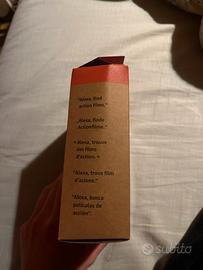 "Alexa, find
action films."
"Alexa, finde
Actionfilme."
« Alexa, trouve
des films
d'action. »
"Alexa, trova film
d'azione."
"Alexa, busca
películas de
acción".
subito